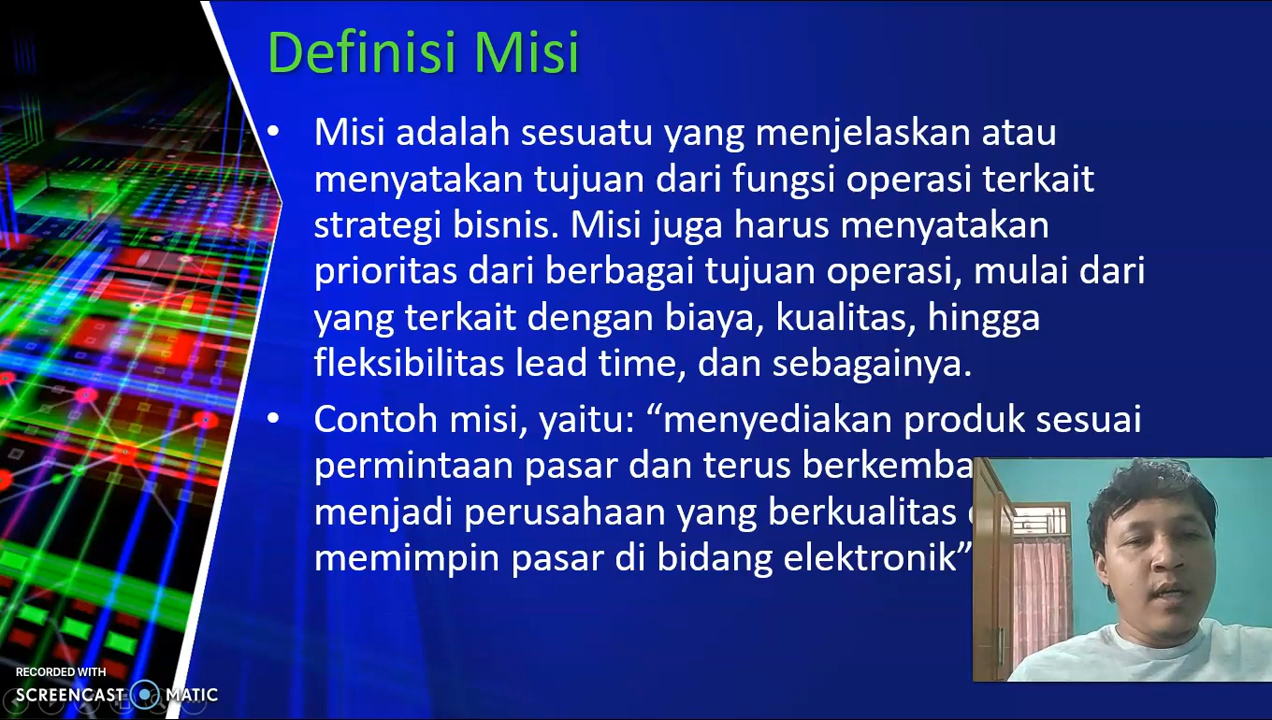 Definisi Misi
• Misi adalah sesuatu yang menjelaskan atau
menyatakan tujuan dari fungsi operasi terkait
strategi bisnis. Misi juga harus menyatakan
prioritas dari berbagai tujuan operasi, mulai dari
yang terkait dengan biaya, kualitas, hingga
fleksibilitas lead time, dan sebagainya.
• Contoh misi, yaitu: “menyediakan produk sesuai
permintaan pasar dan terus
menjadi perusahaan yang berkualitas
memimpin pasar di bidang elektronik”
RECORDED WITH
SCREENCAST MATIC